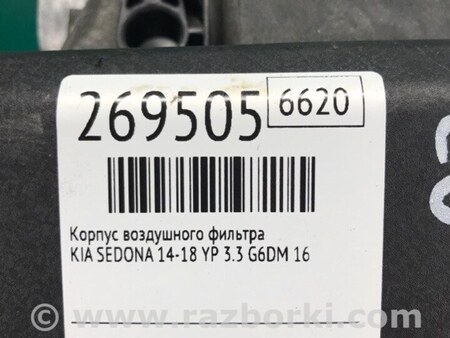 269505 6620
Корпус воздушного фильтра
KIA SEDONA 14-18 YP 3.3 G6DM 16
© www.razborki.com